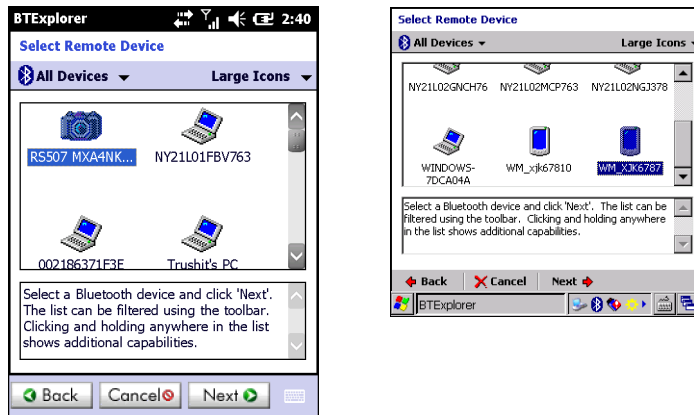 BTExplorer 2:40
Select Remote Device
All Devices Large Icons
RS507 MXA4NK... NY21L01FBV763
002186371F3E Trushit's PC
Select a Bluetooth device and click 'Next'.
The list can be filtered using the toolbar.
Clicking and holding anywhere in the list
shows additional capabilities.
Back Cancel Next
Select Remote Device
All Devices Large Icons
NY21L02GNCH76 NY21L02MCP763 NY21L02NGJ378
WINDOWS-
7DCA04A WM_xjk67810 WM_XJK6787
Select a Bluetooth device and click 'Next'. The list can be
filtered using the toolbar. Clicking and holding anywhere
in the list shows additional capabilities.
Back Cancel Next
BTExplorer